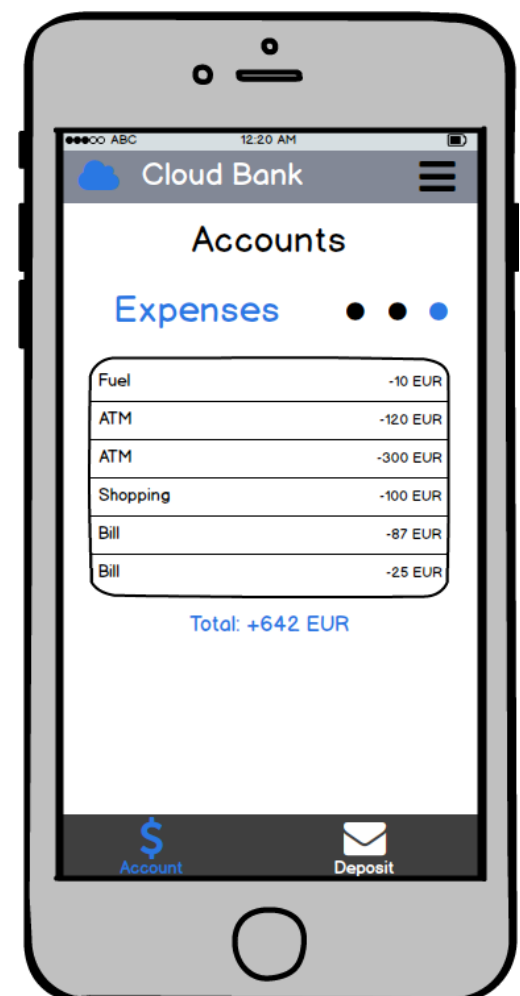 ABC 12:20 AM
Cloud Bank
Accounts
Expenses
Fuel -10 EUR
ATM -120 EUR
ATM -300 EUR
Shopping -100 EUR
Bill -87 EUR
Bill -25 EUR
Total: +642 EUR
$
Account Deposit